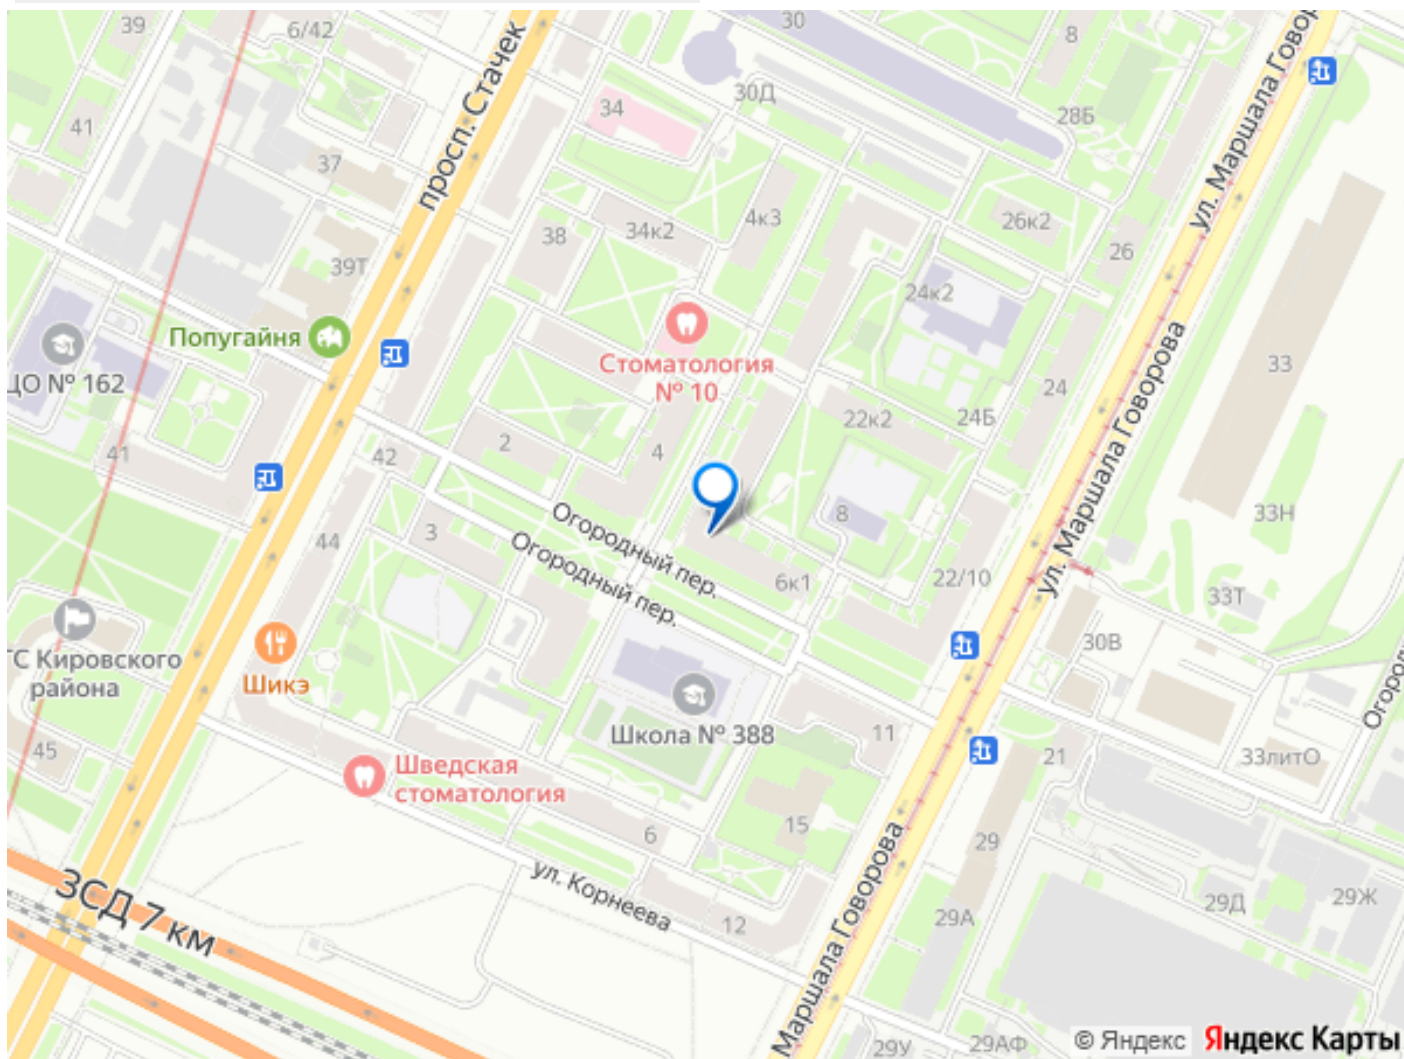 39
6/42
просп. Стачек
30
8
ул. Маршала Говор
41
34
30Д
28Б
37
38
34к2
4к3
26к2
26
39Т
24к2
Попугайня
ЦО № 162
Стоматология
№ 10
33
24
24Б
22к2
2
4
41
42
ул. Маршала Говорова
44
3
8
33Н
Огородный пер.
Огородный пер.
6к1
22/10
33Т
30В
ТС Кировского
района
Шикэ
Школа № 388
11
21
33литО
Огород
45
Шведская
стоматология
6
15
29
ул. Корнеева
ЗСД 7 км
12
29А
29Д
29Ж
Маршала Говорова
29У
29АФ
© Яндекс Яндекс Карты